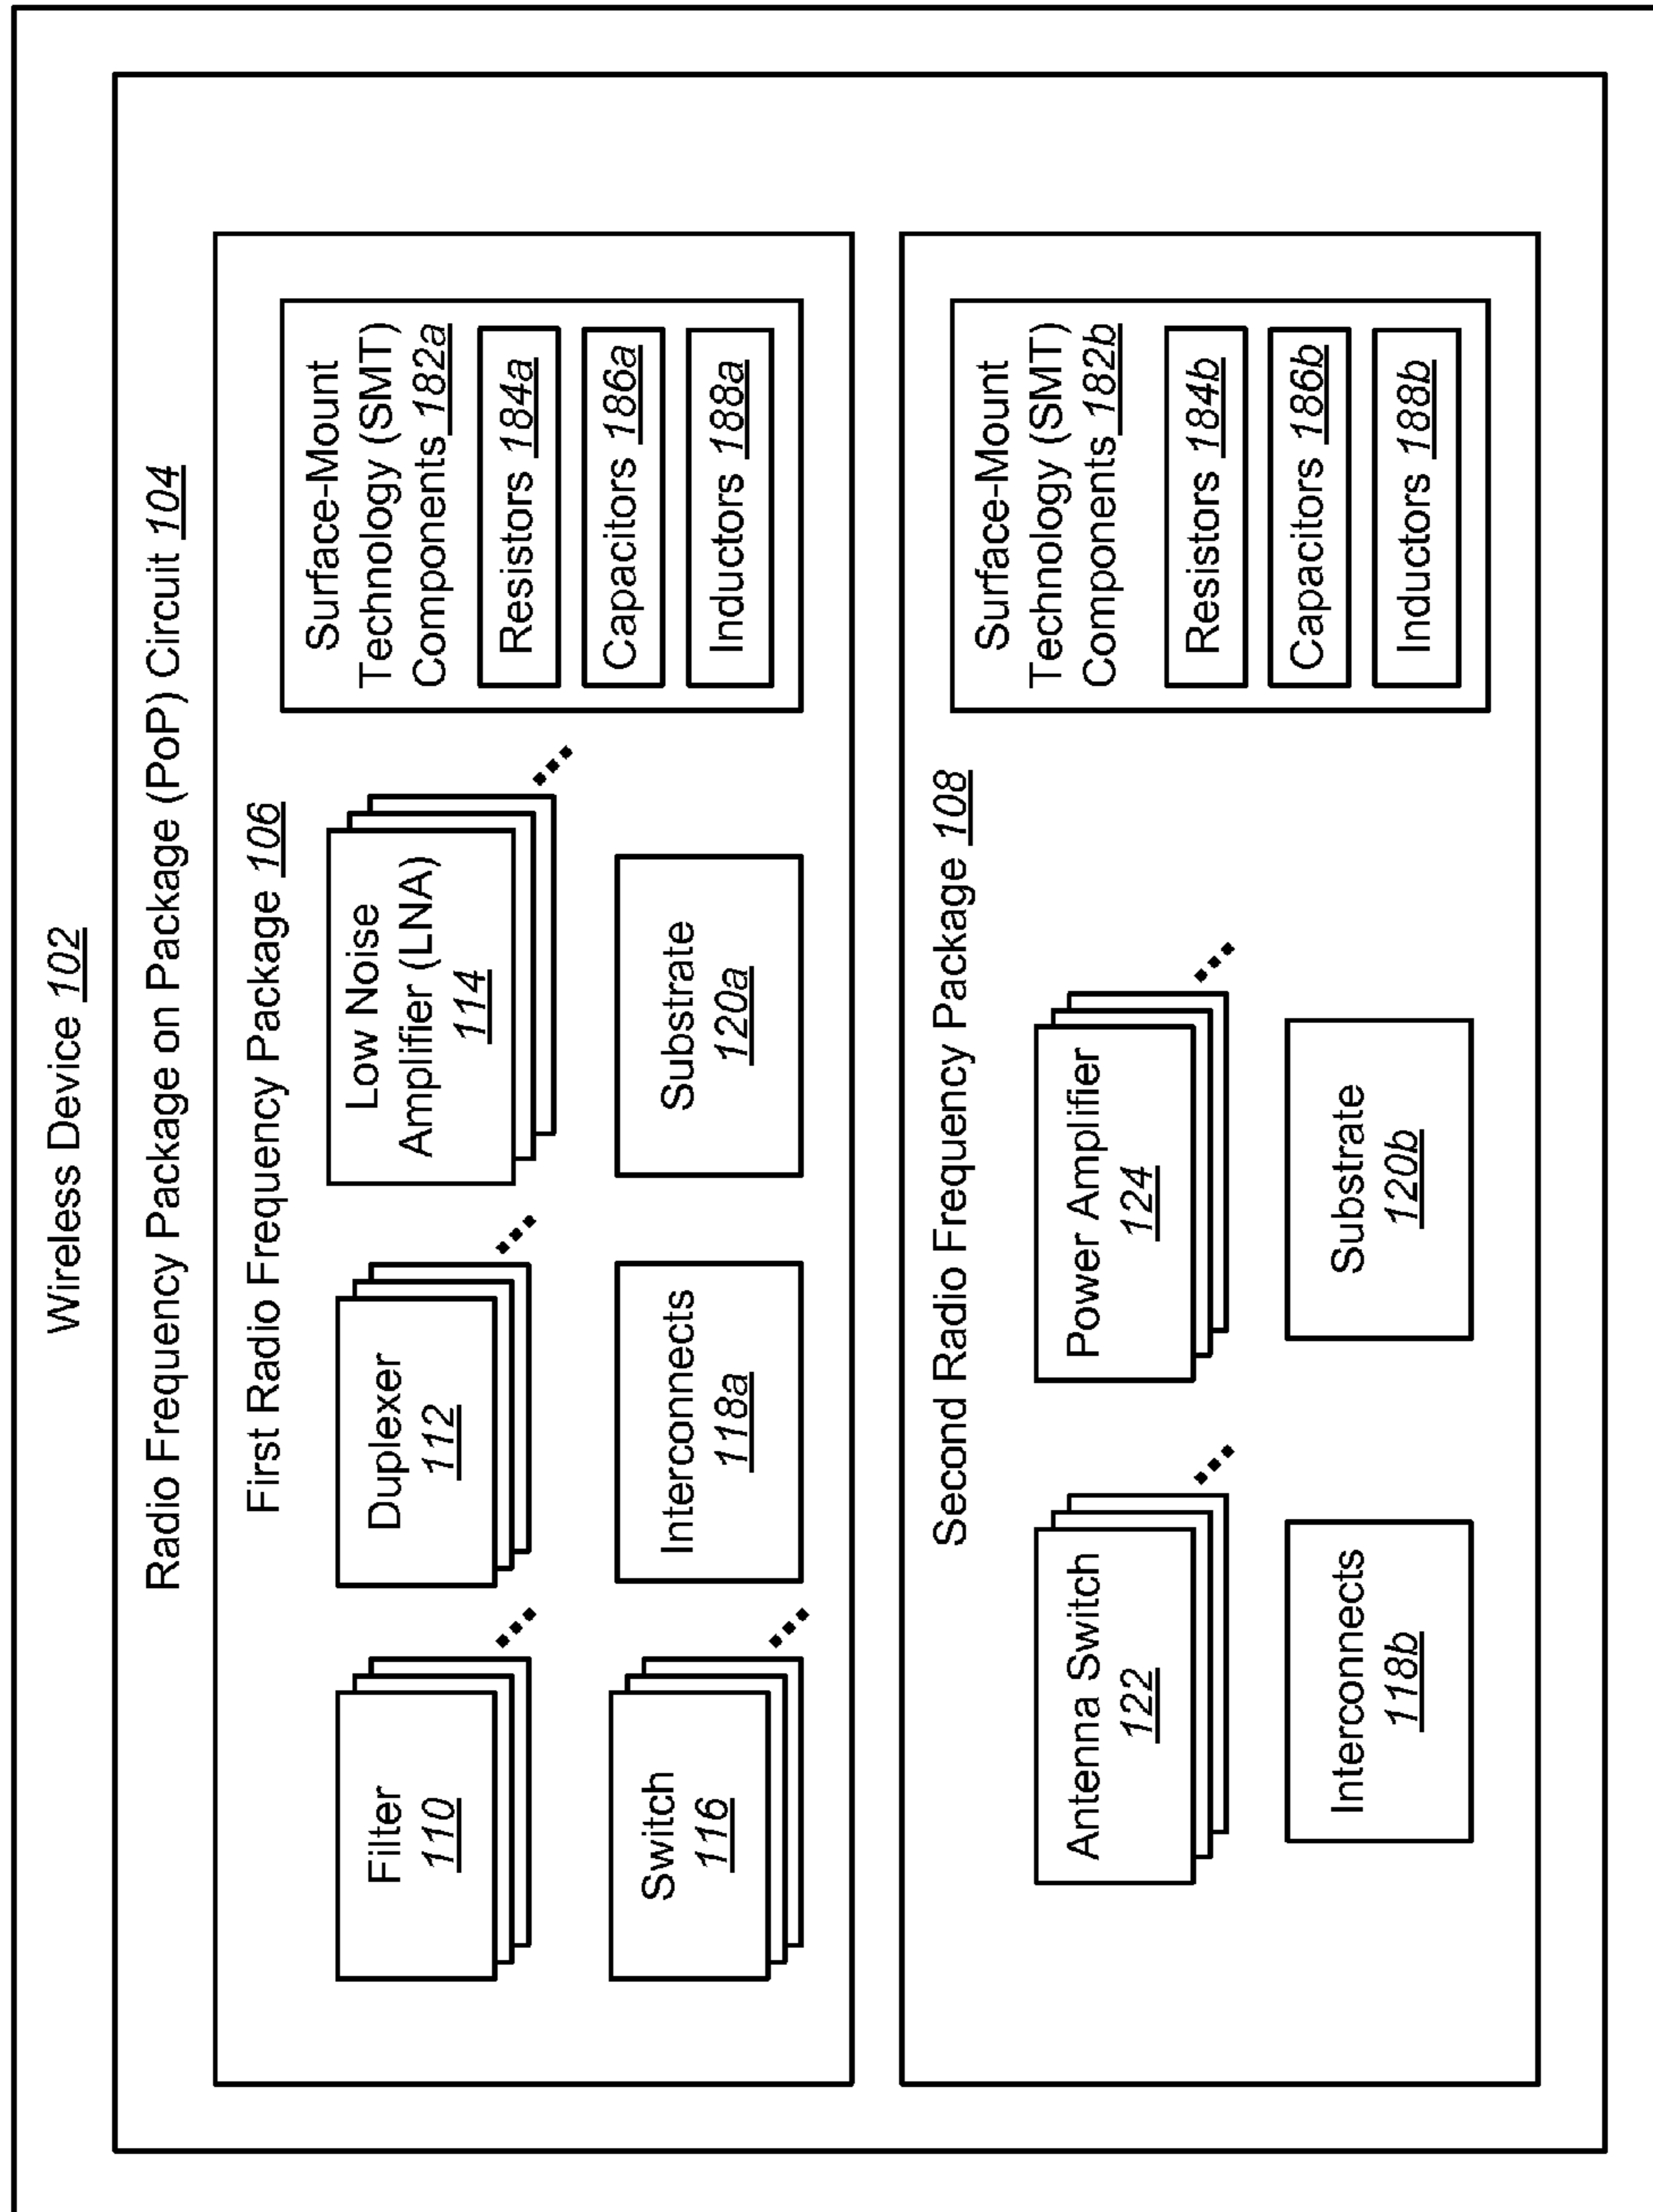 Wireless Device 102
Radio Frequency Package on Package (PoP) Circuit 104
First Radio Frequency Package 106
Filter
110
Duplexer
112
Low Noise
Amplifier (LNA)
114
Switch
116
Interconnects
118a
Substrate
120a
Surface-Mount
Technology (SMT)
Components 182a
Resistors 184a
Capacitors 186a
Inductors 188a
Second Radio Frequency Package 108
Antenna Switch
122
Power Amplifier
124
Interconnects
118b
Substrate
120b
Surface-Mount
Technology (SMT)
Components 182b
Resistors 184b
Capacitors 186b
Inductors 188b